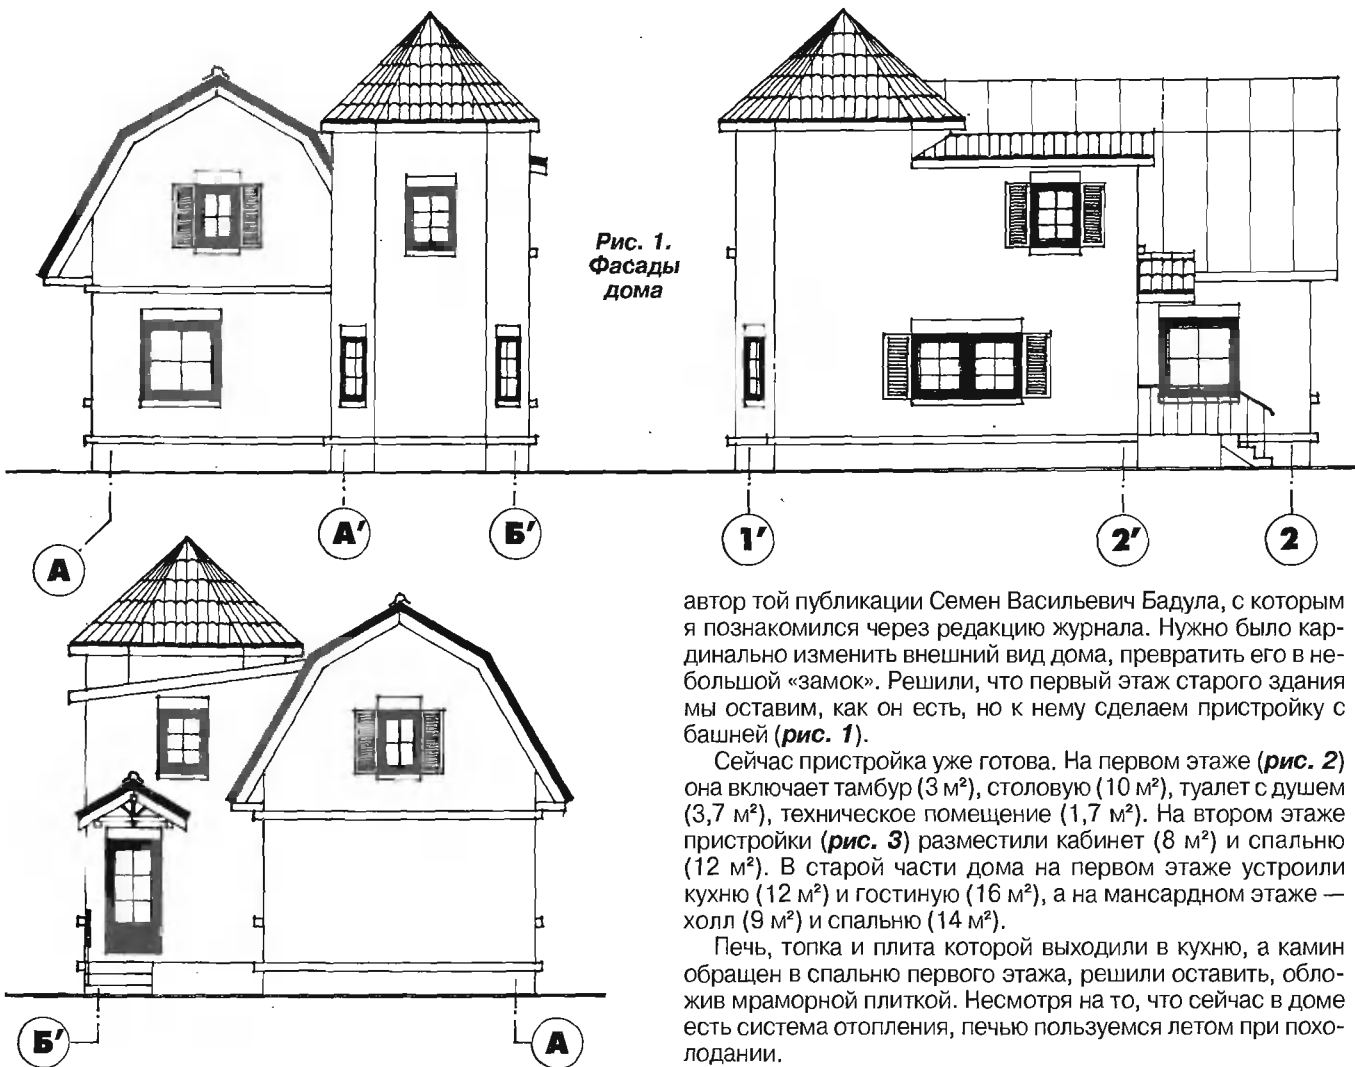 Рис. 1.
Фасады
дома
А
А′
Б′
1′
2′
2
Б′
А
автор той публикации Семен Васильевич Бадула, с которым
я познакомился через редакцию журнала. Нужно было кар-
динально изменить внешний вид дома, превратить его в не-
большой «замок». Решили, что первый этаж старого здания
мы оставим, как он есть, но к нему сделаем пристройку с
башней (рис. 1).
Сейчас пристройка уже готова. На первом этаже (рис. 2)
она включает тамбур (3 м²), столовую (10 м²), туалет с душем
(3,7 м²), техническое помещение (1,7 м²). На втором этаже
пристройки (рис. 3) разместили кабинет (8 м²) и спальню
(12 м²). В старой части дома на первом этаже устроили
кухню (12 м²) и гостиную (16 м²), а на мансардном этаже —
холл (9 м²) и спальню (14 м²).
Печь, топка и плита которой выходили в кухню, а камин
обращен в спальню первого этажа, решили оставить, обло-
жив мраморной плиткой. Несмотря на то, что сейчас в доме
есть система отопления, печью пользуемся летом при похо-
лодании.